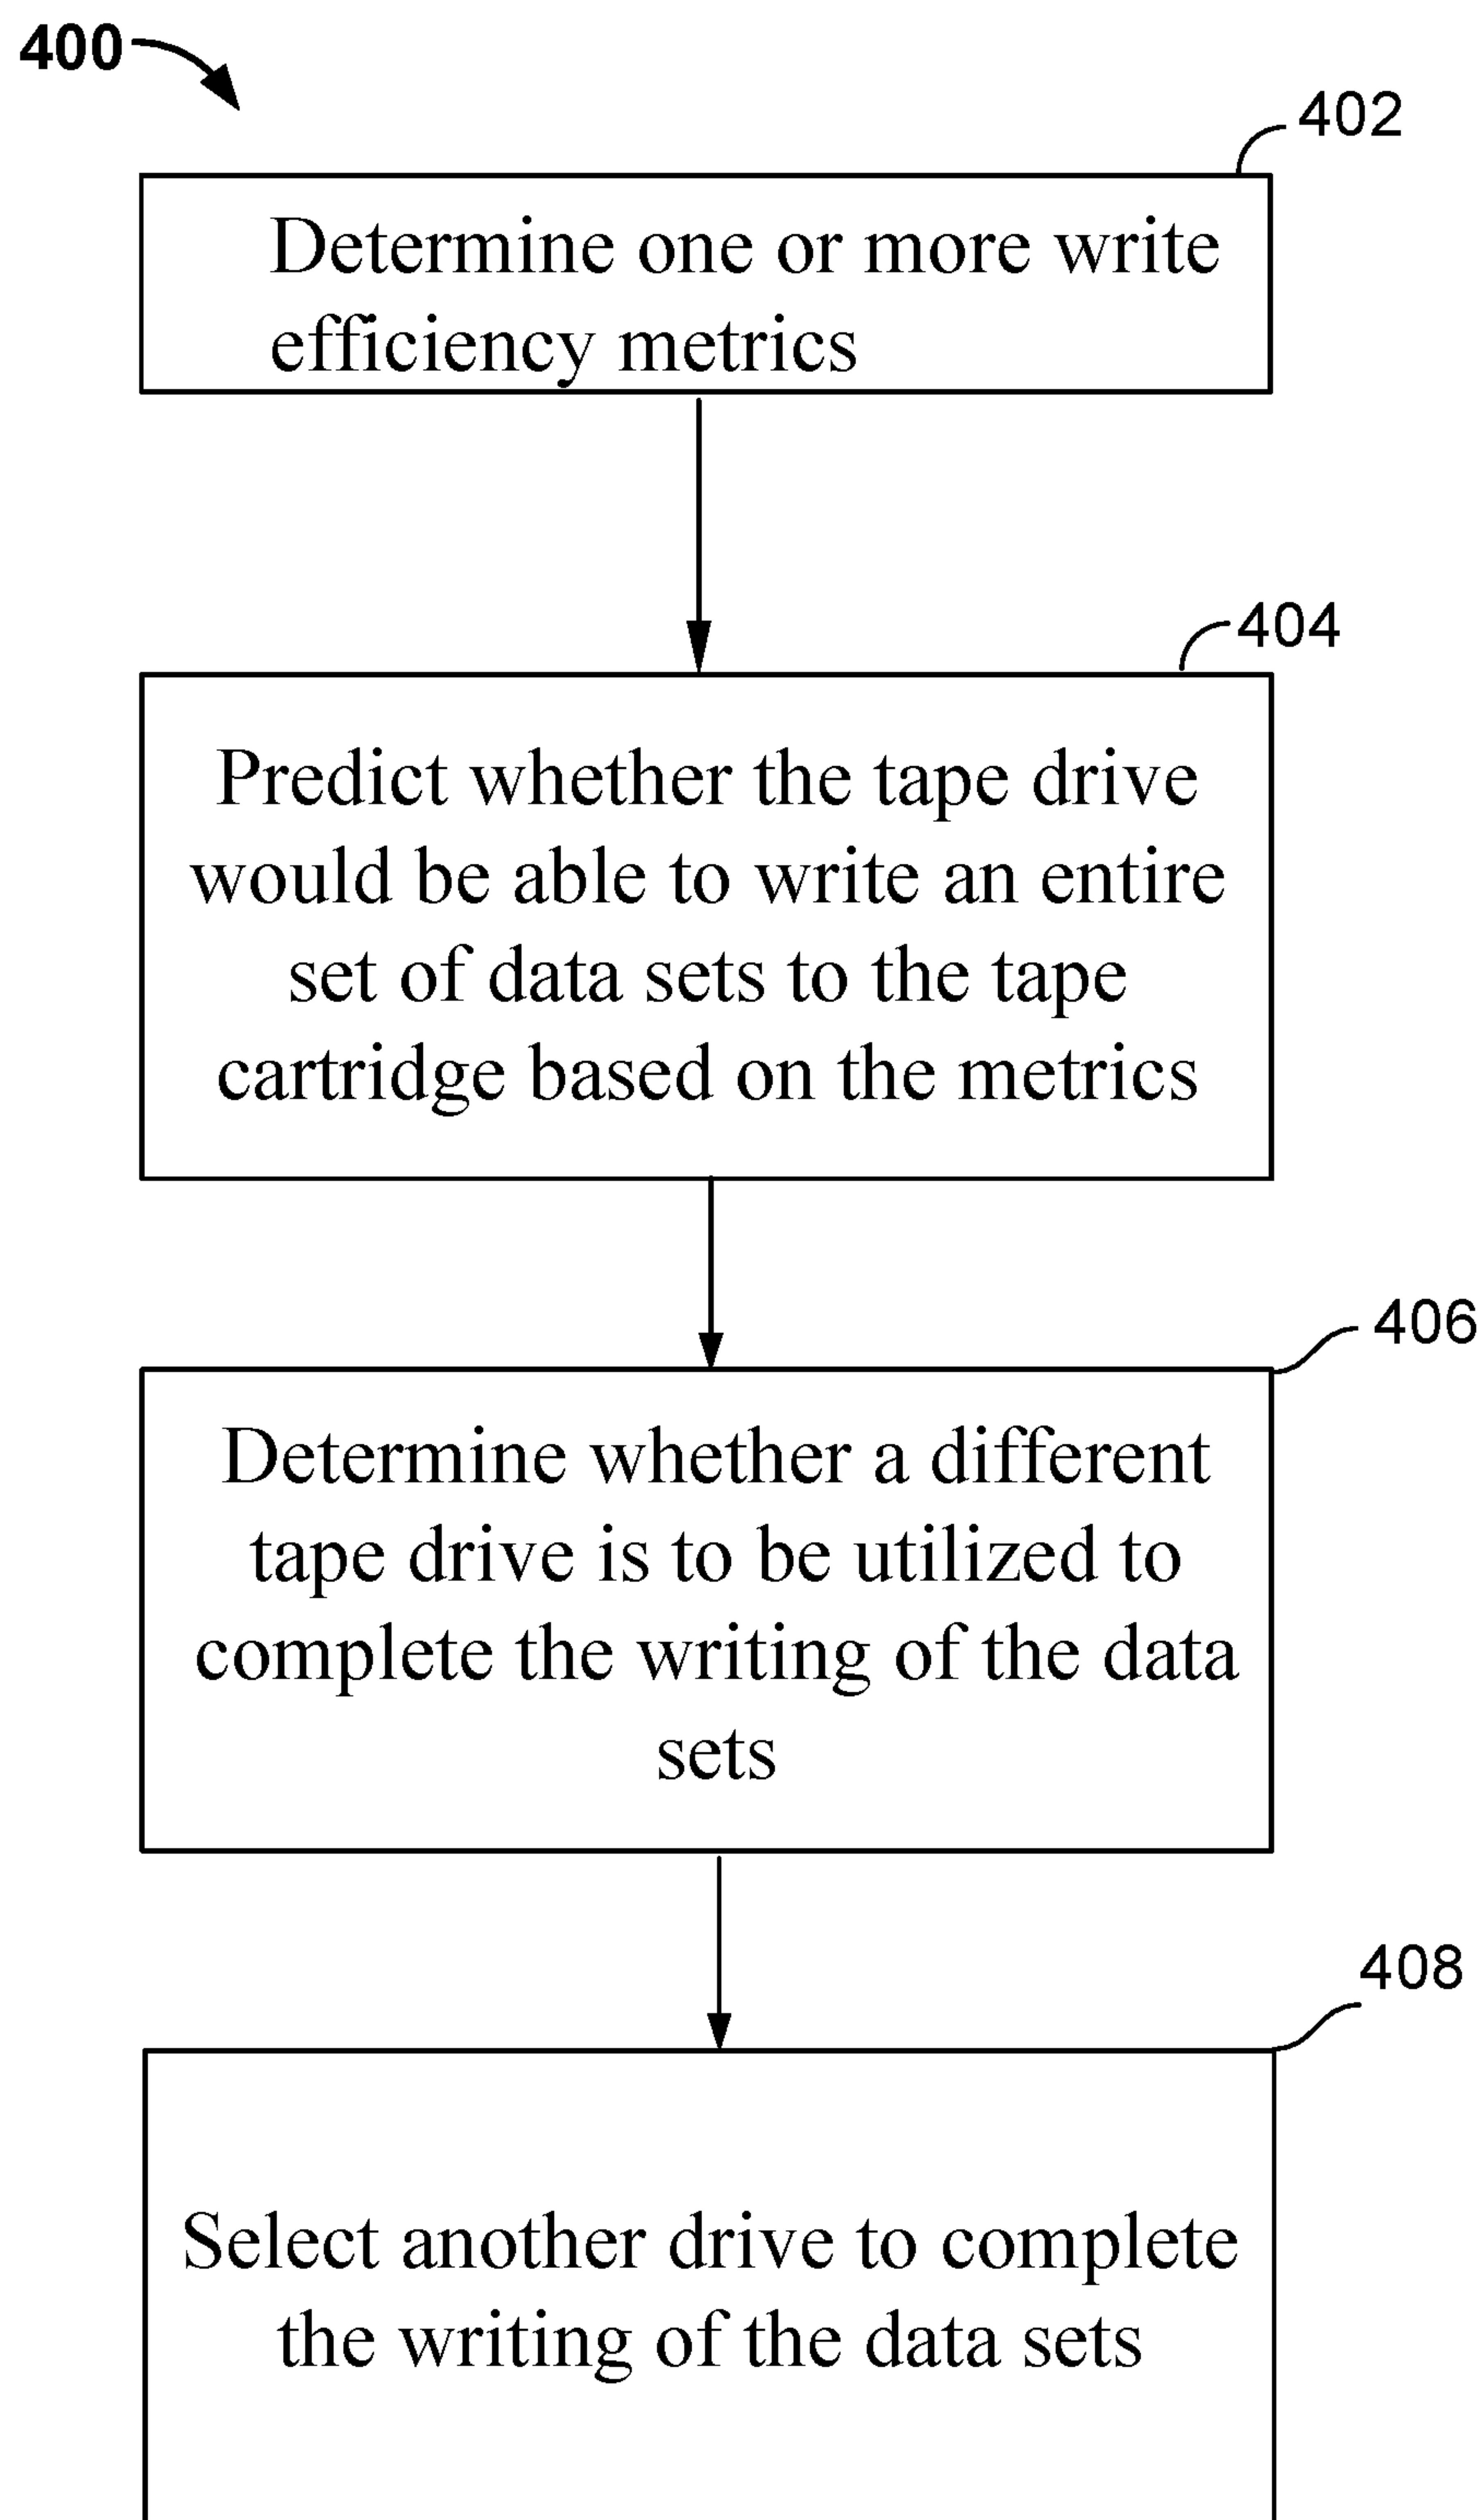 400
402
Determine one or more write
efficiency metrics
404
Predict whether the tape drive
would be able to write an entire
set of data sets to the tape
cartridge based on the metrics
406
Determine whether a different
tape drive is to be utilized to
complete the writing of the data
sets
408
Select another drive to complete
the writing of the data sets